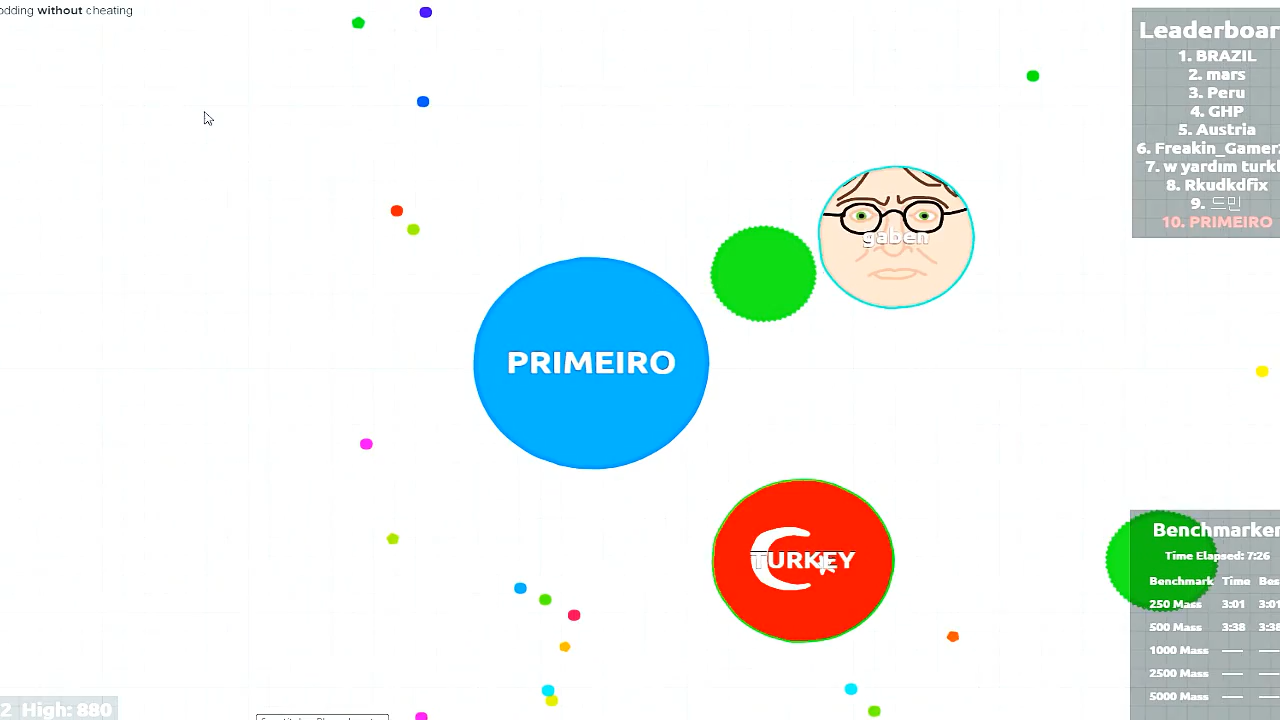 odding without cheating
Leaderboar
1. BRAZIL
2. mars
3. Peru
4. GHP
5. Austria
6. Freakin_Gamer
7. w yardım turk
8. Rkudkdfix
9. 드민
10. PRIMEIRO
gaben
PRIMEIRO
TURKEY
Benchmarker
Time Elapsed: 7:26
Benchmark Time Bes
250 Mass 3:01 3:01
500 Mass 3:38 3:38
1000 Mass —— ——
2500 Mass —— ——
5000 Mass —— ——
2 High: 880